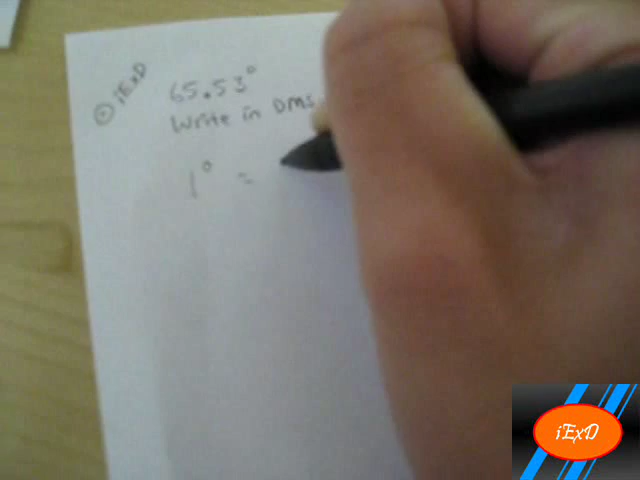 © iExD
65.53°
Write in DMS
1° =
iExD